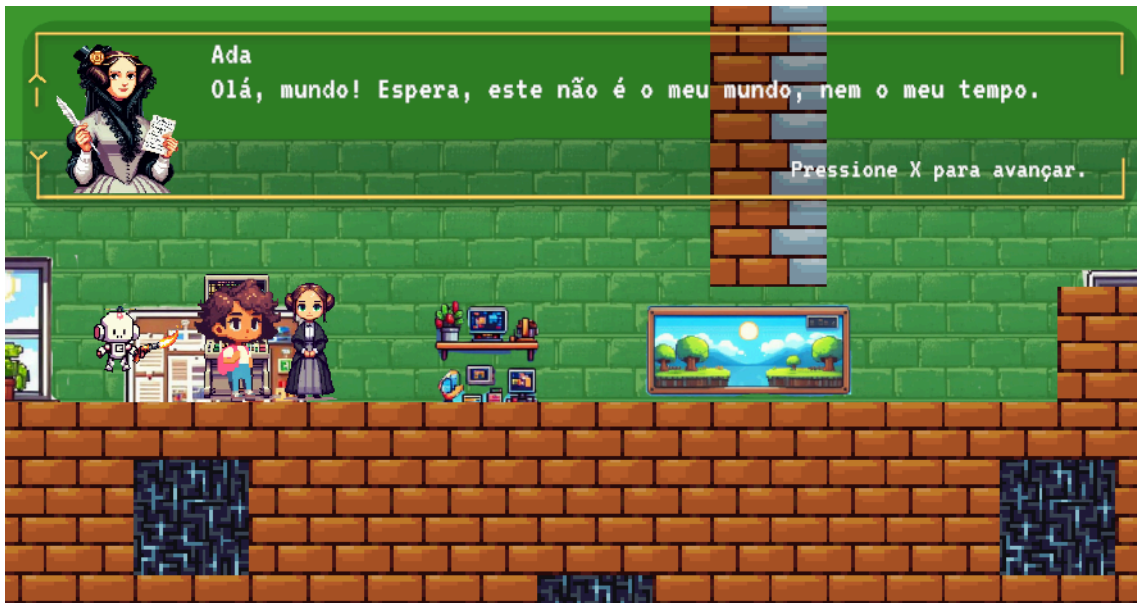 Ada
Olá, mundo! Espera, este não é o meu mundo, nem o meu tempo.
Pressione X para avançar.